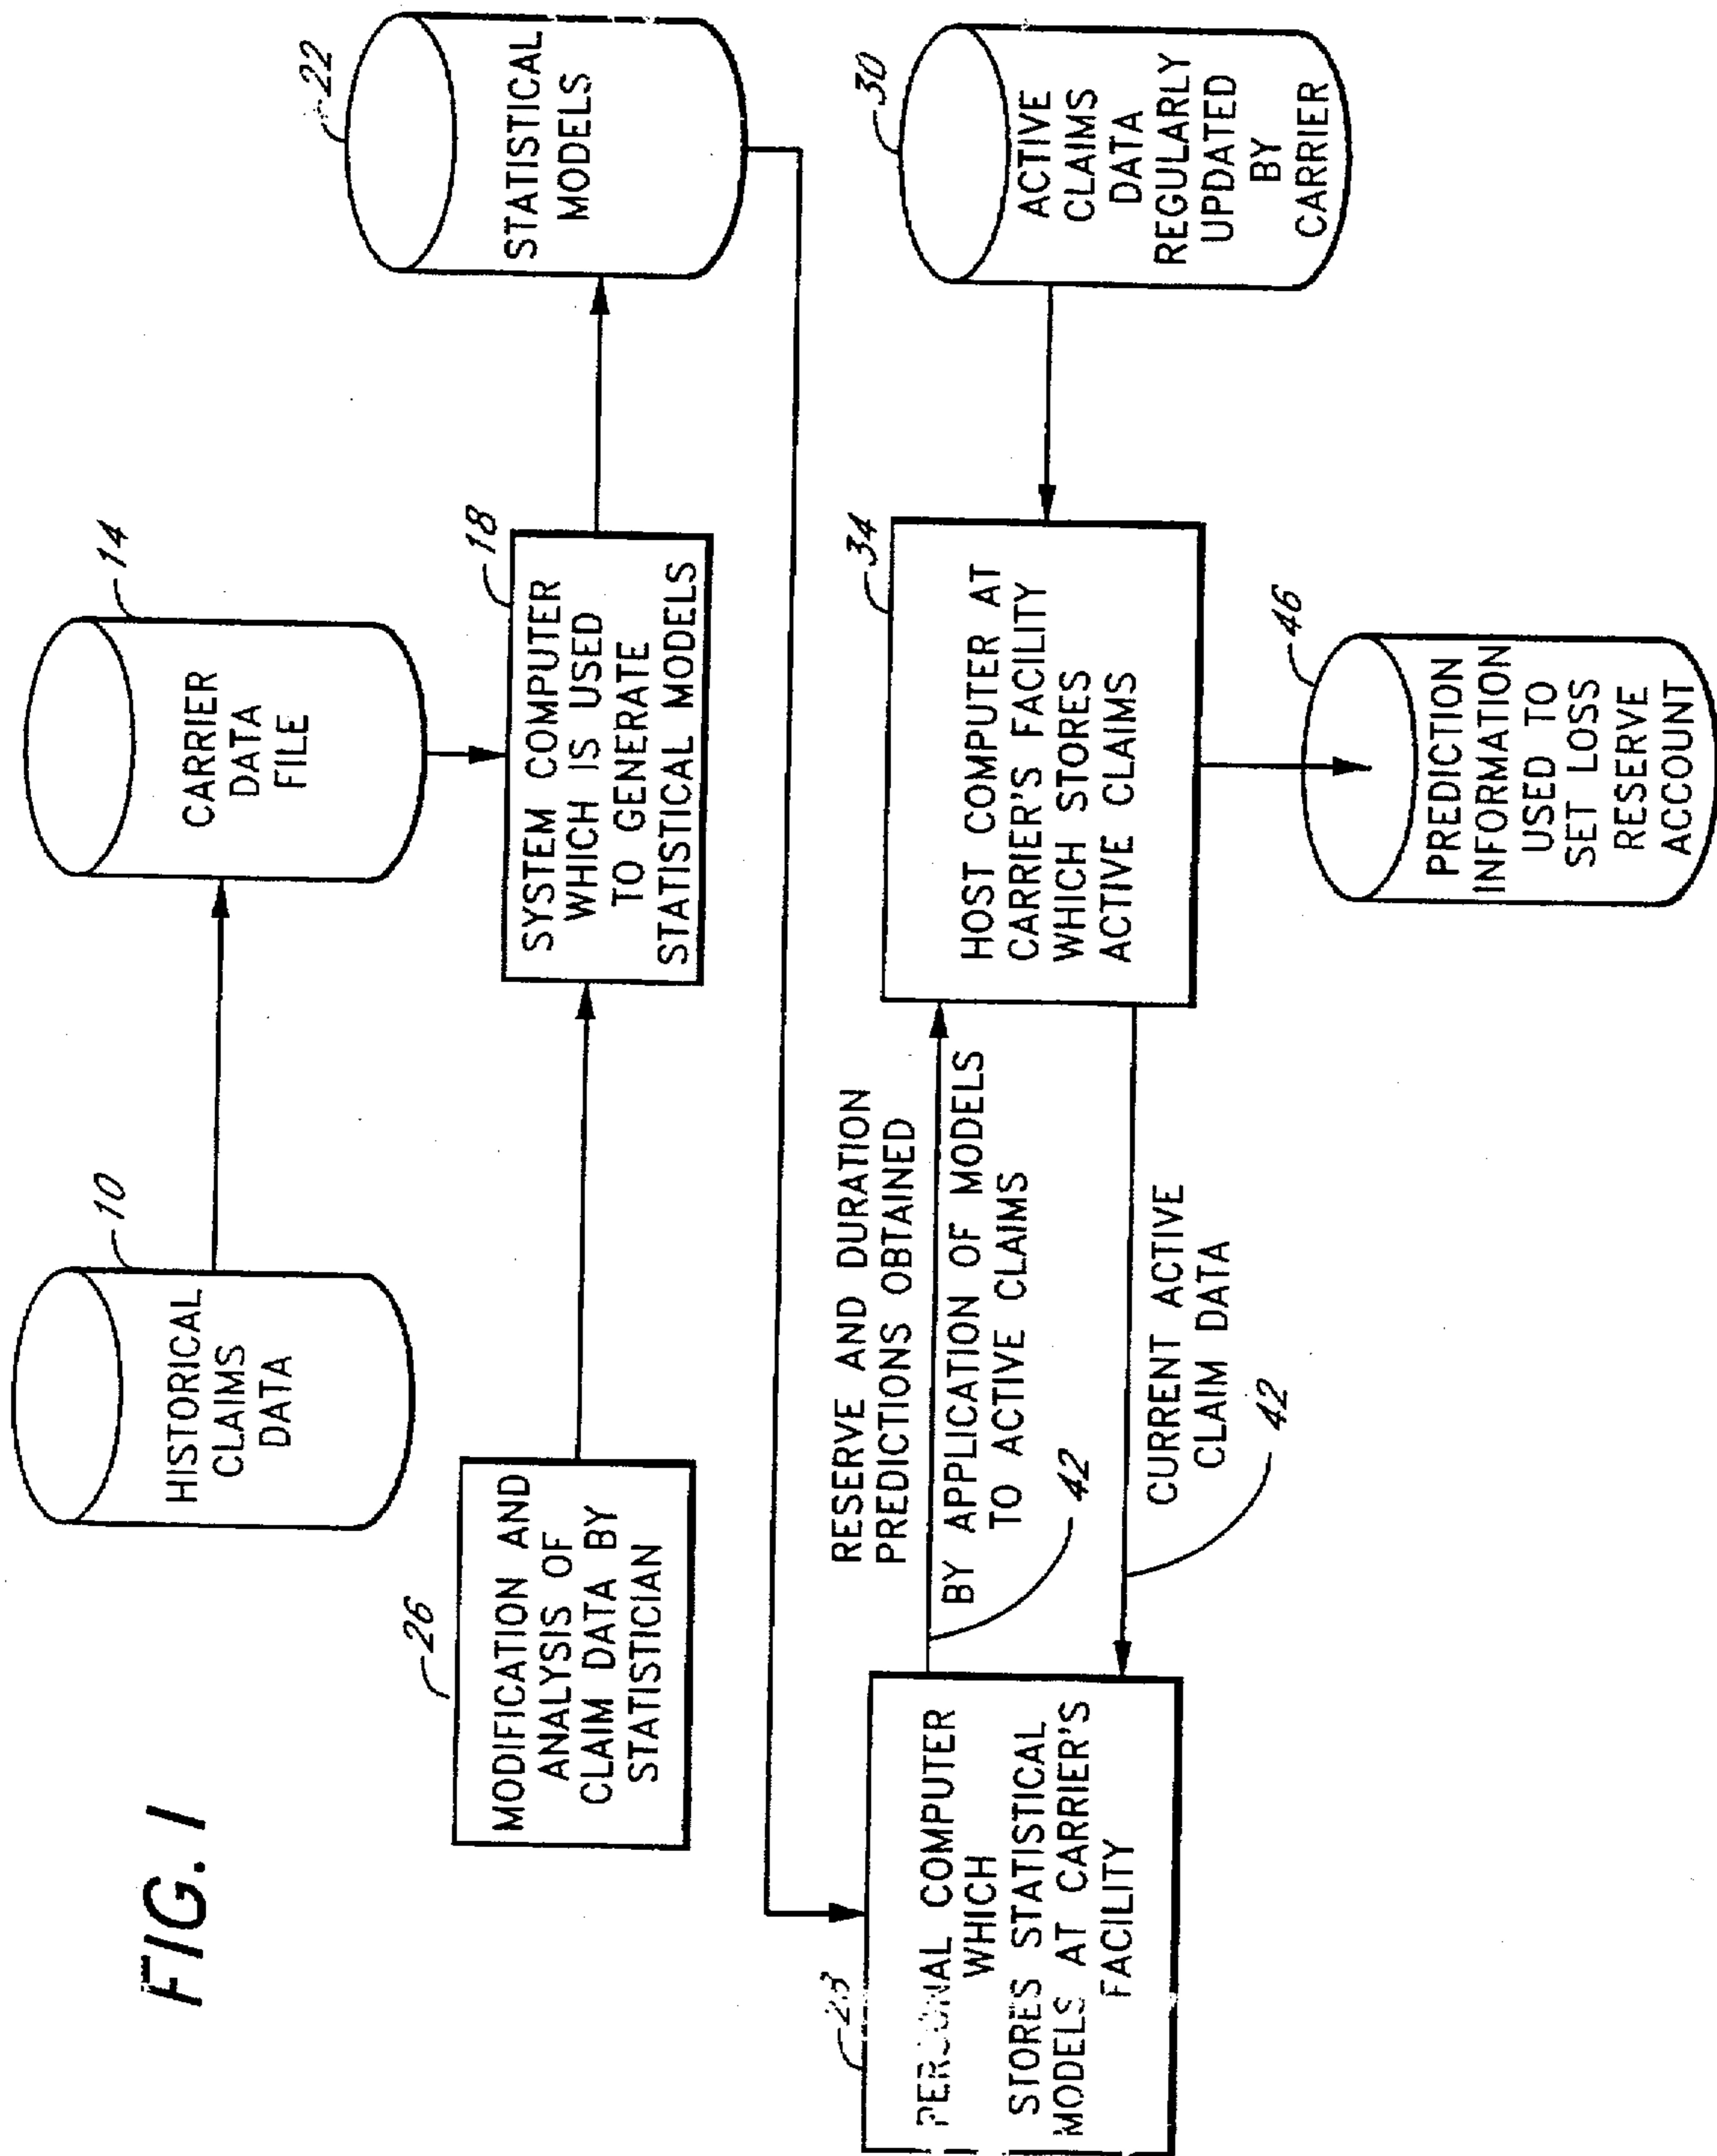 FIG. 1
10
HISTORICAL
CLAIMS
DATA
14
CARRIER
DATA
FILE
26
MODIFICATION AND
ANALYSIS OF
CLAIM DATA BY
STATISTICIAN
18
SYSTEM COMPUTER
WHICH IS USED
TO GENERATE
STATISTICAL MODELS
22
STATISTICAL
MODELS
23
PERSONAL COMPUTER
WHICH
STORES STATISTICAL
MODELS AT CARRIER'S
FACILITY
RESERVE AND DURATION
PREDICTIONS OBTAINED
BY APPLICATION OF MODELS
TO ACTIVE CLAIMS
42
CURRENT ACTIVE
CLAIM DATA
42
34
HOST COMPUTER AT
CARRIER'S FACILITY
WHICH STORES
ACTIVE CLAIMS
30
ACTIVE
CLAIMS
DATA
REGULARLY
UPDATED
BY
CARRIER
46
PREDICTION
INFORMATION
USED TO
SET LOSS
RESERVE
ACCOUNT